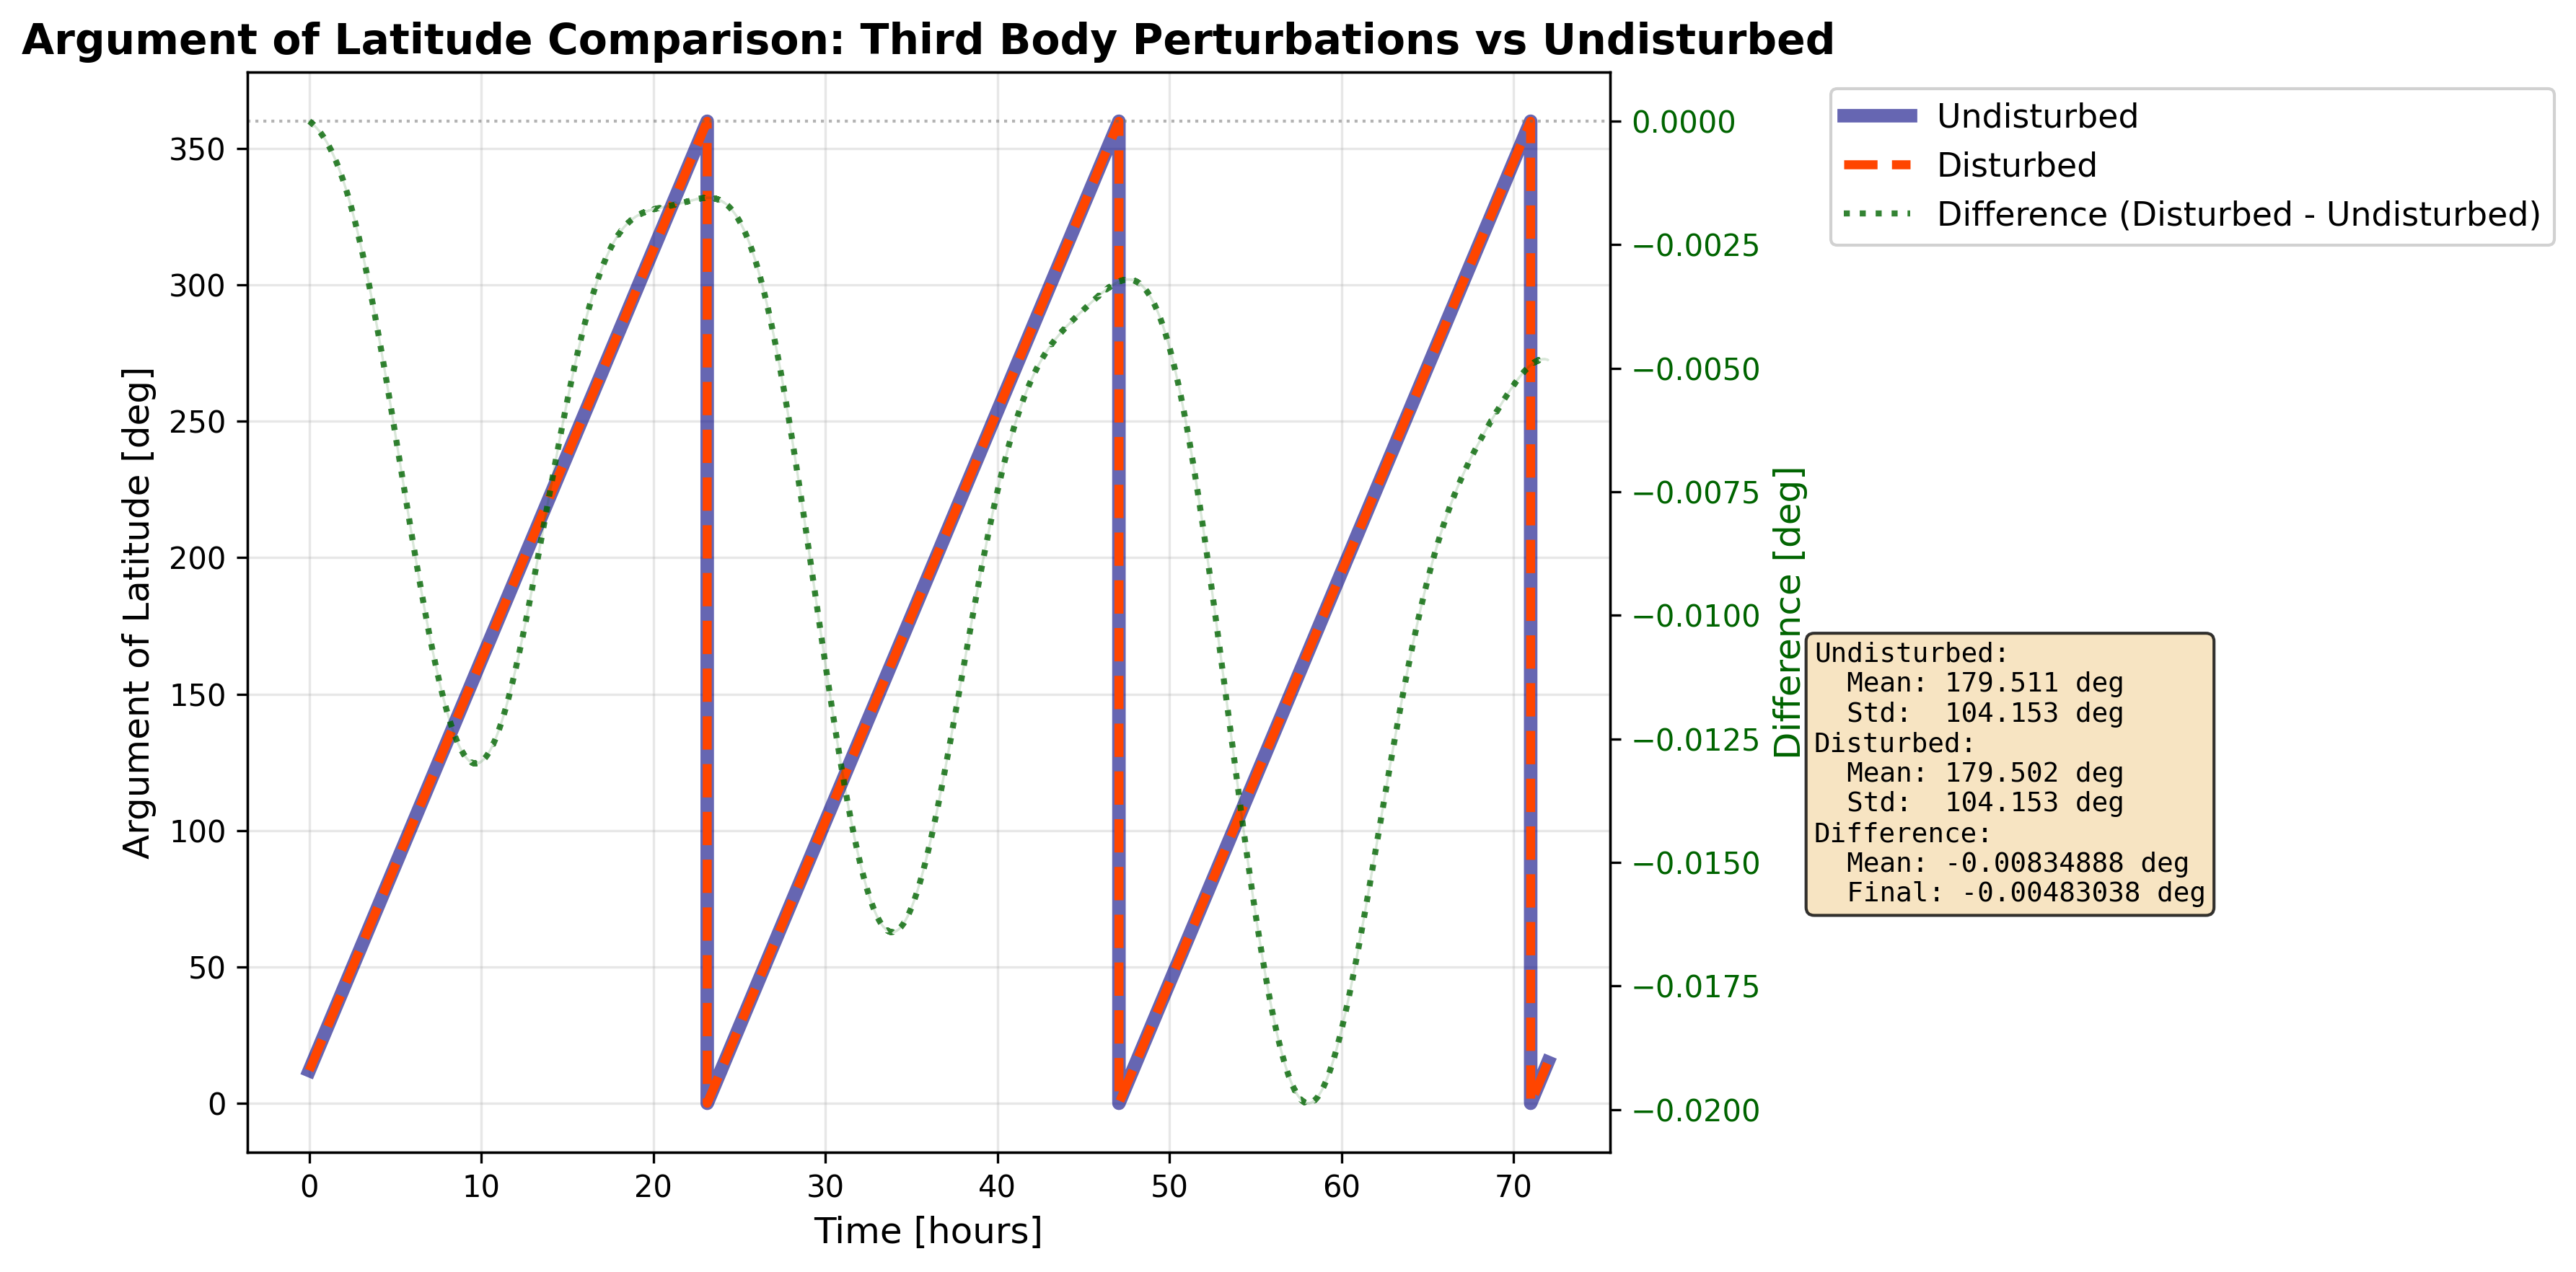 Argument of Latitude Comparison: Third Body Perturbations vs Undisturbed
Argument of Latitude [deg]
350
300
250
200
150
100
50
0
0 10 20 30 40 50 60 70
Time [hours]
0.0000
−0.0025
−0.0050
−0.0075
−0.0100
−0.0125
−0.0150
−0.0175
−0.0200
Difference [deg]
Undisturbed
Disturbed
Difference (Disturbed - Undisturbed)
Undisturbed:
Mean: 179.511 deg
Std: 104.153 deg
Disturbed:
Mean: 179.502 deg
Std: 104.153 deg
Difference:
Mean: -0.00834888 deg
Final: -0.00483038 deg